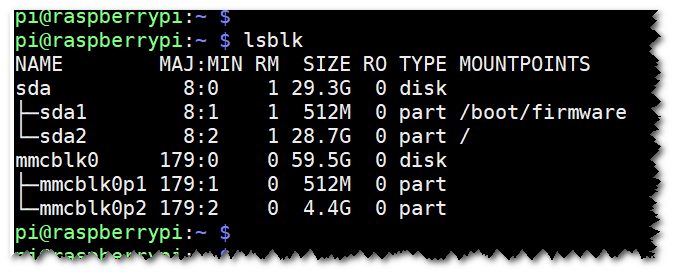 pi@raspberrypi:~ $
pi@raspberrypi:~ $ lsblk
NAME        MAJ:MIN RM  SIZE RO TYPE MOUNTPOINTS
sda           8:0    1 29.3G  0 disk
├─sda1        8:1    1  512M  0 part /boot/firmware
└─sda2        8:2    1 28.7G  0 part /
mmcblk0     179:0    0 59.5G  0 disk
├─mmcblk0p1 179:1    0  512M  0 part
└─mmcblk0p2 179:2    0  4.4G  0 part
pi@raspberrypi:~ $
pi@raspberrypi:~ $